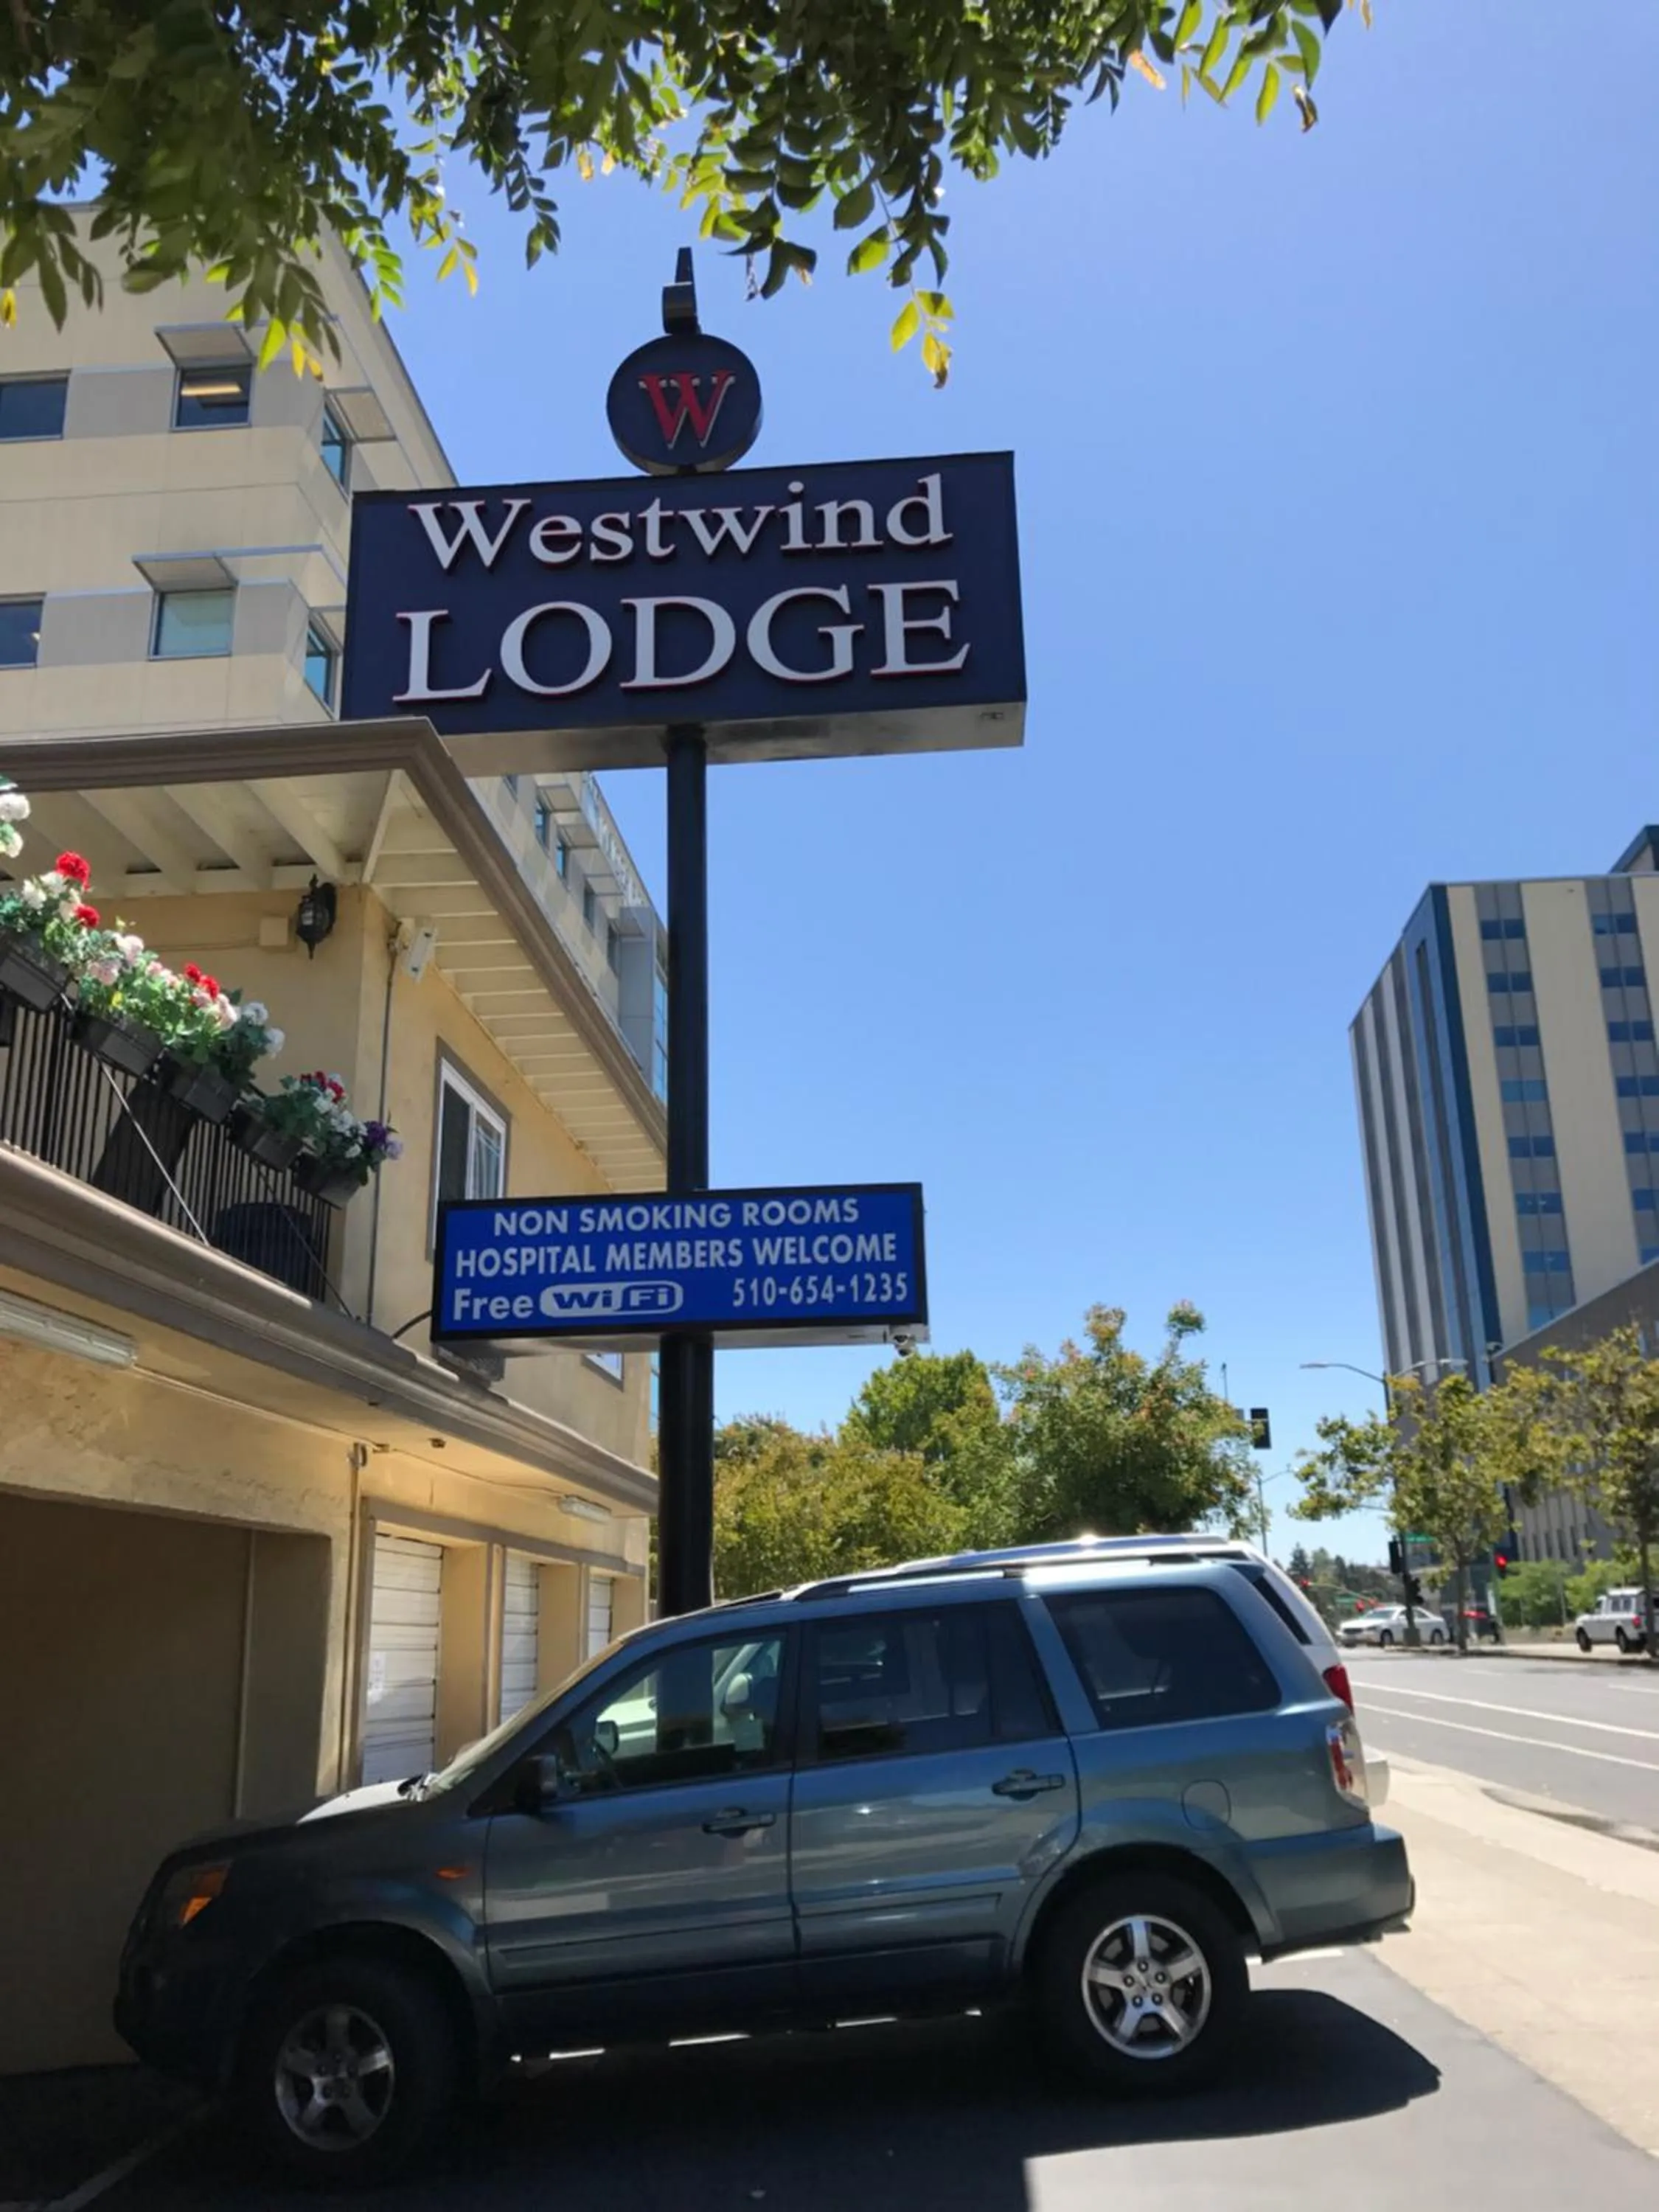 W
Westwind
LODGE
NON SMOKING ROOMS
HOSPITAL MEMBERS WELCOME
Free WiFi 510-654-1235